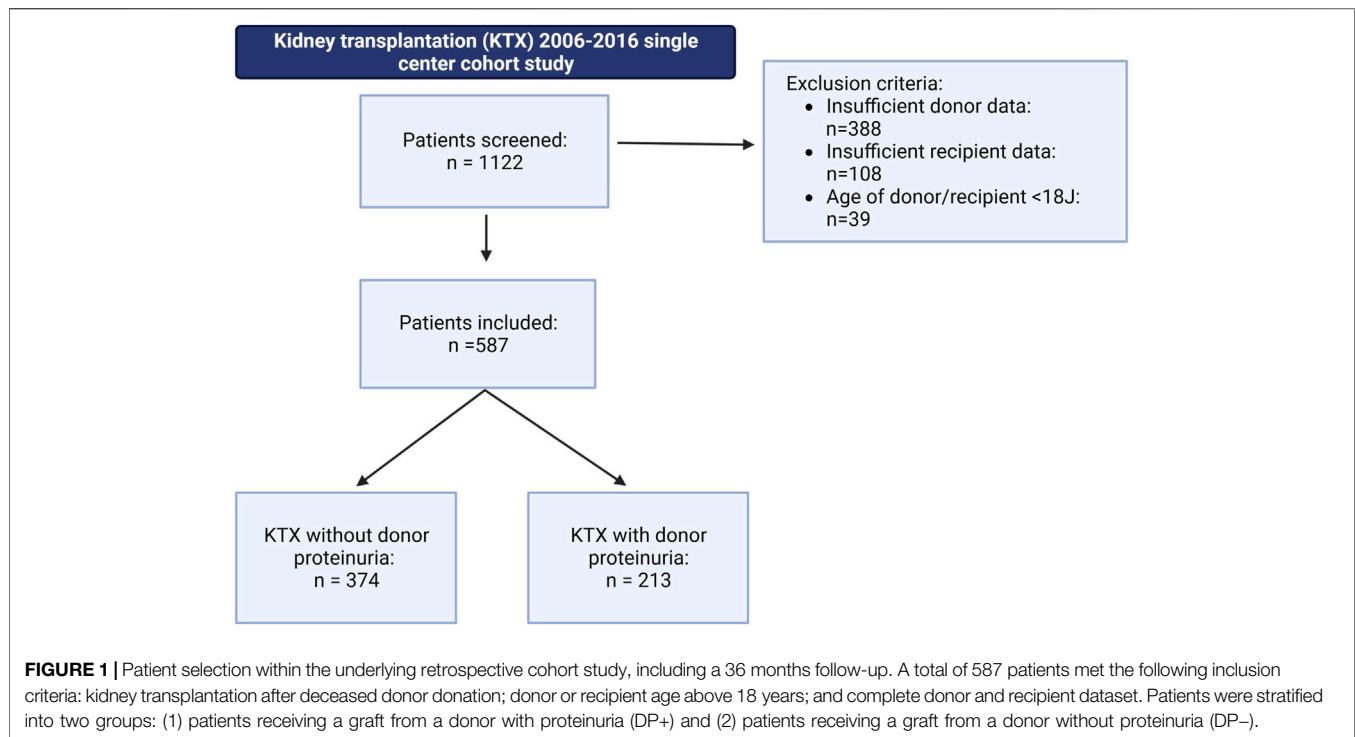 Kidney transplantation (KTX) 2006-2016 single
center cohort study
Patients screened:
n = 1122
Exclusion criteria:
• Insufficient donor data:
n=388
• Insufficient recipient data:
n=108
• Age of donor/recipient <18J:
n=39
Patients included:
n =587
KTX without donor
proteinuria:
n = 374
KTX with donor
proteinuria:
n = 213
FIGURE 1 | Patient selection within the underlying retrospective cohort study, including a 36 months follow-up. A total of 587 patients met the following inclusion
criteria: kidney transplantation after deceased donor donation; donor or recipient age above 18 years; and complete donor and recipient dataset. Patients were stratified
into two groups: (1) patients receiving a graft from a donor with proteinuria (DP+) and (2) patients receiving a graft from a donor without proteinuria (DP−).